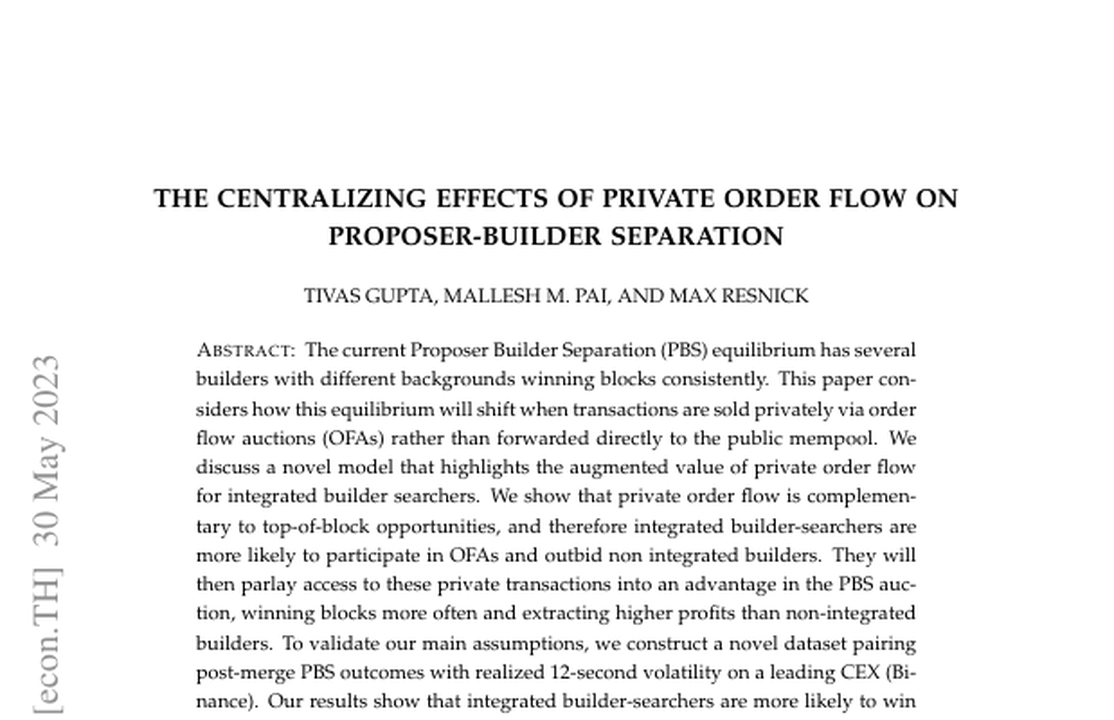 THE CENTRALIZING EFFECTS OF PRIVATE ORDER FLOW ON
PROPOSER-BUILDER SEPARATION
TIVAS GUPTA, MALLESH M. PAI, AND MAX RESNICK
ABSTRACT: The current Proposer Builder Separation (PBS) equilibrium has several
builders with different backgrounds winning blocks consistently. This paper con-
siders how this equilibrium will shift when transactions are sold privately via order
flow auctions (OFAs) rather than forwarded directly to the public mempool. We
discuss a novel model that highlights the augmented value of private order flow
for integrated builder searchers. We show that private order flow is complemen-
tary to top-of-block opportunities, and therefore integrated builder-searchers are
more likely to participate in OFAs and outbid non integrated builders. They will
then parlay access to these private transactions into an advantage in the PBS auc-
tion, winning blocks more often and extracting higher profits than non-integrated
builders. To validate our main assumptions, we construct a novel dataset pairing
post-merge PBS outcomes with realized 12-second volatility on a leading CEX (Bi-
nance). Our results show that integrated builder-searchers are more likely to win
[econ.TH] 30 May 2023